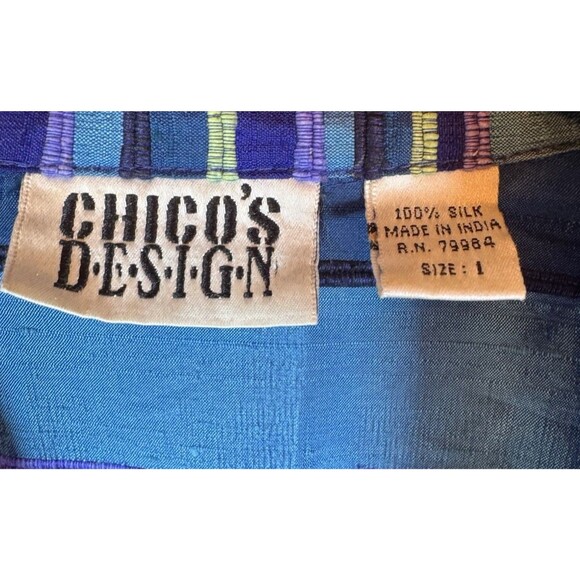 CHICO'S
D·E·S·I·G·N
100% SILK
MADE IN INDIA
R.N. 79984
SIZE: 1